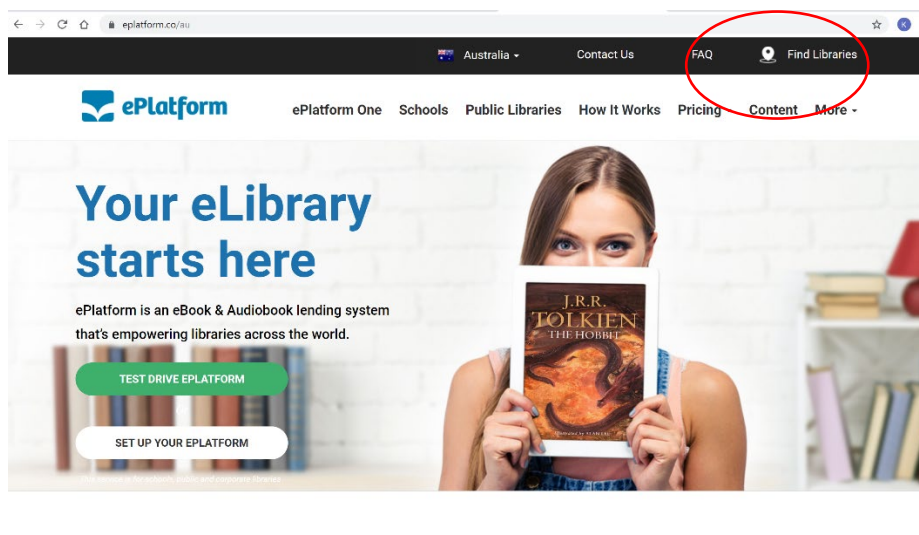 eplatform.co/au
K
Australia
Contact Us
FAQ
Find Libraries
ePlatform
ePlatform One
Schools
Public Libraries
How It Works
Pricing
Content
More
Your eLibrary
starts here
ePlatform is an eBook & Audiobook lending system
that's empowering libraries across the world.
TEST DRIVE EPLATFORM
SET UP YOUR EPLATFORM
J.R.R.
TOLKIEN
THE HOBBIT